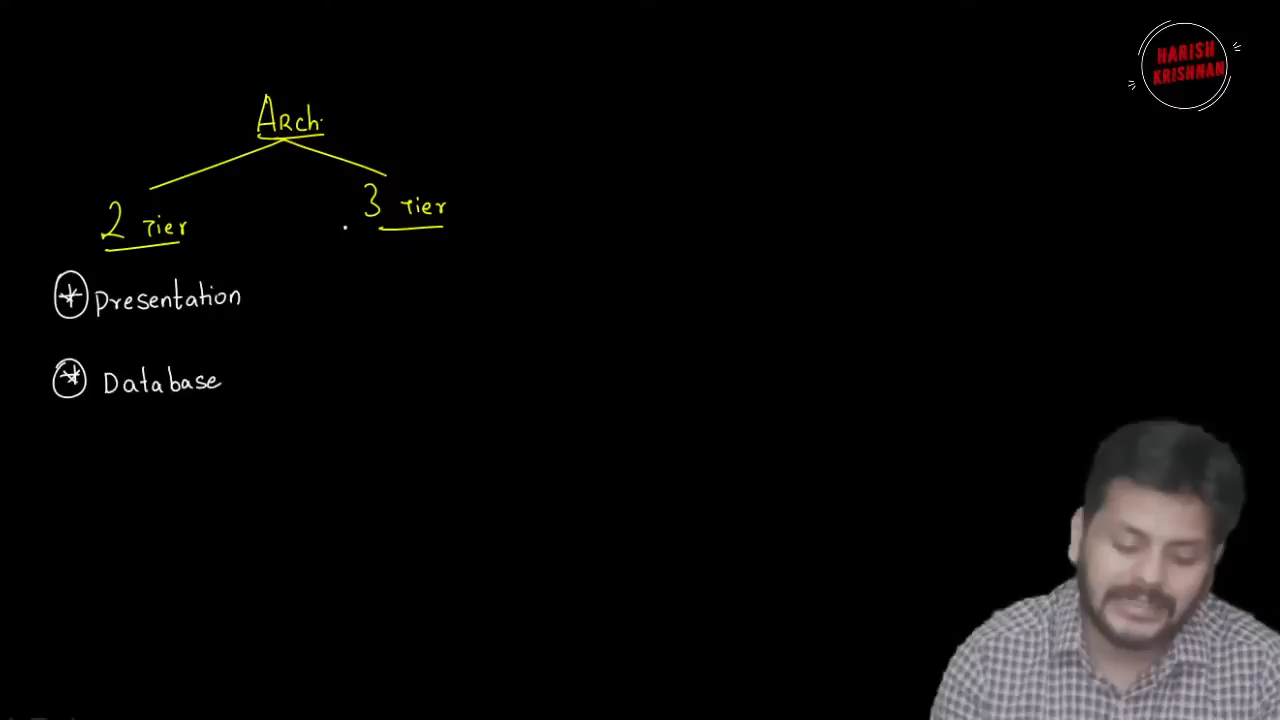 HARISH
KRISHNAN
Arch.
2 Tier
3 Tier
* Presentation
* Database